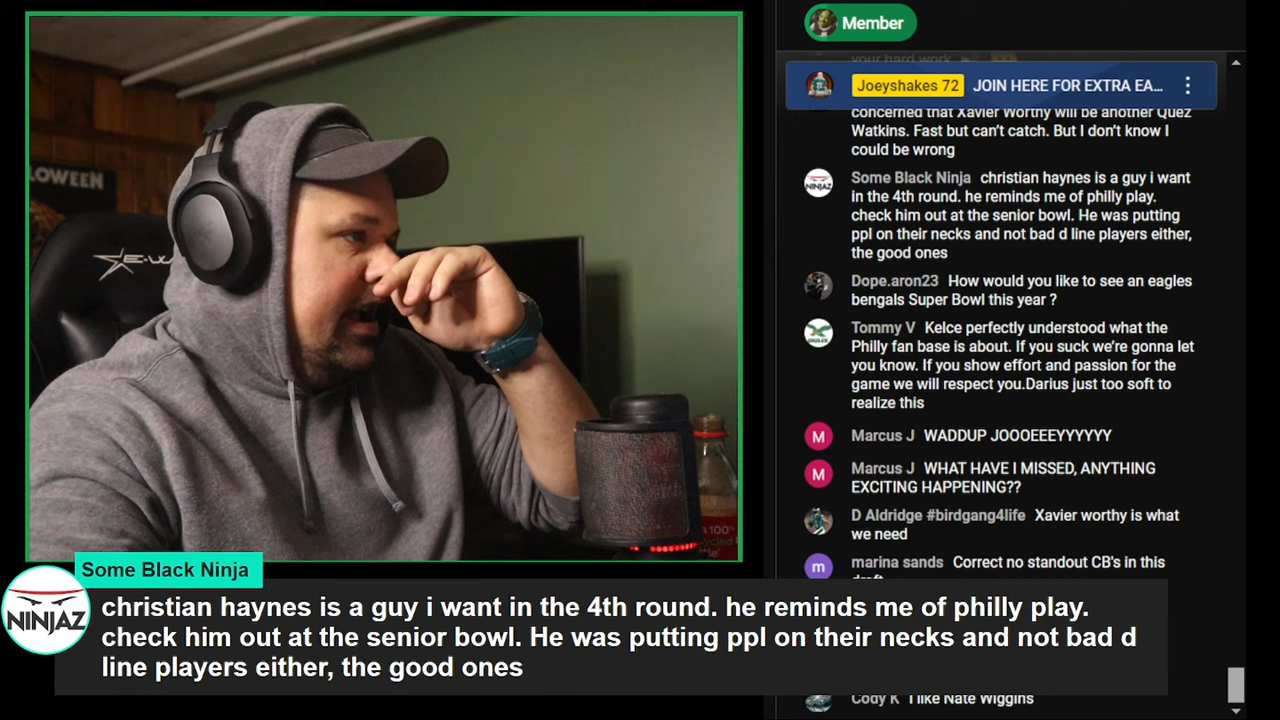 LOWEEN
E-W
Member
your hard work
Joeyshakes 72 JOIN HERE FOR EXTRA EA...
concerned that Xavier Worthy will be another Quez
Watkins. Fast but can't catch. But I don't know I
could be wrong
NINJAZ
Some Black Ninja christian haynes is a guy i want
in the 4th round. he reminds me of philly play.
check him out at the senior bowl. He was putting
ppl on their necks and not bad d line players either,
the good ones
Dope.aron23 How would you like to see an eagles
bengals Super Bowl this year ?
Tommy V Kelce perfectly understood what the
Philly fan base is about. If you suck we're gonna let
you know. If you show effort and passion for the
game we will respect you.Darius just too soft to
realize this
M
Marcus J WADDUP JOOOEEEYYYYYY
M
Marcus J WHAT HAVE I MISSED, ANYTHING
EXCITING HAPPENING??
D Aldridge #birdgang4life Xavier worthy is what
we need
m
marina sands Correct no standout CB's in this
draft
Cody K I like Nate Wiggins
100%
Some Black Ninja
NINJAZ
christian haynes is a guy i want in the 4th round. he reminds me of philly play.
check him out at the senior bowl. He was putting ppl on their necks and not bad d
line players either, the good ones